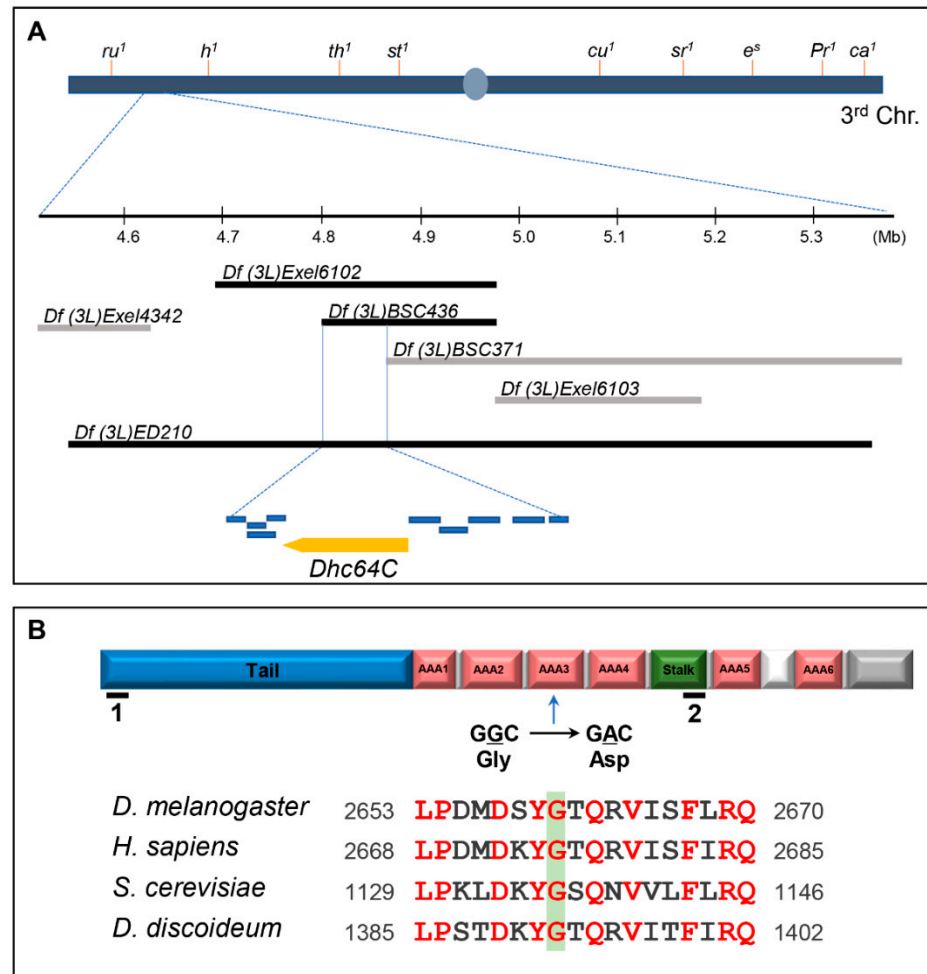 A
ru¹ h¹ th¹ st¹ cu¹ sr¹ eˢ Pr¹ ca¹
3rd Chr.
4.6 4.7 4.8 4.9 5.0 5.1 5.2 5.3 (Mb)
Df (3L)Exel6102
Df (3L)Exel4342 Df (3L)BSC436
Df (3L)BSC371
Df (3L)Exel6103
Df (3L)ED210
Dhc64C
B
Tail AAA1 AAA2 AAA3 AAA4 Stalk AAA5 AAA6
1 2
GGC GAC
Gly Asp
D. melanogaster 2653 LPDMDSYGTQRVISFLRQ 2670
H. sapiens 2668 LPDMDKYGTQRVISFIRQ 2685
S. cerevisiae 1129 LPKLDKYGSQNVVLFLRQ 1146
D. discoideum 1385 LPSTDKYGTQRVITFIRQ 1402